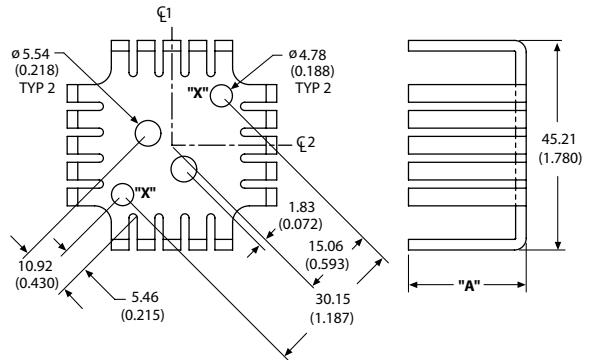 ℄1
ø 5.54
(0.218)
TYP 2
ø 4.78
(0.188)
TYP 2
"X"
℄2
45.21
(1.780)
"X"
1.83
(0.072)
15.06
(0.593)
10.92
(0.430)
5.46
(0.215)
30.15
(1.187)
"A"